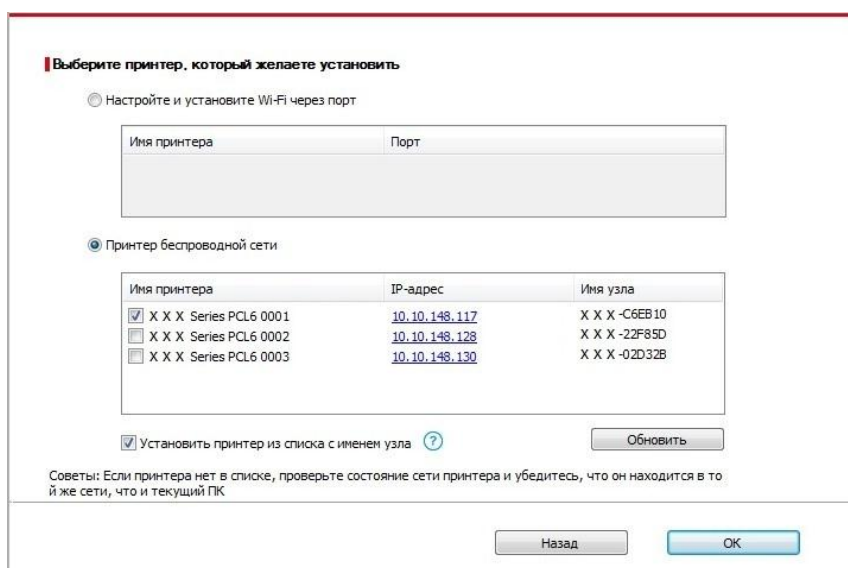 Выберите принтер, который желаете установить
Настройте и установите Wi-Fi через порт
Имя принтера Порт
Принтер беспроводной сети
Имя принтера IP-адрес Имя узла
X X X Series PCL6 0001 10.10.148.117 X X X -C6EB10
X X X Series PCL6 0002 10.10.148.128 X X X -22F85D
X X X Series PCL6 0003 10.10.148.130 X X X -02D32B
Установить принтер из списка с именем узла ? Обновить
Советы: Если принтера нет в списке, проверьте состояние сети принтера и убедитесь, что он находится в то
й же сети, что и текущий ПК
Назад OK